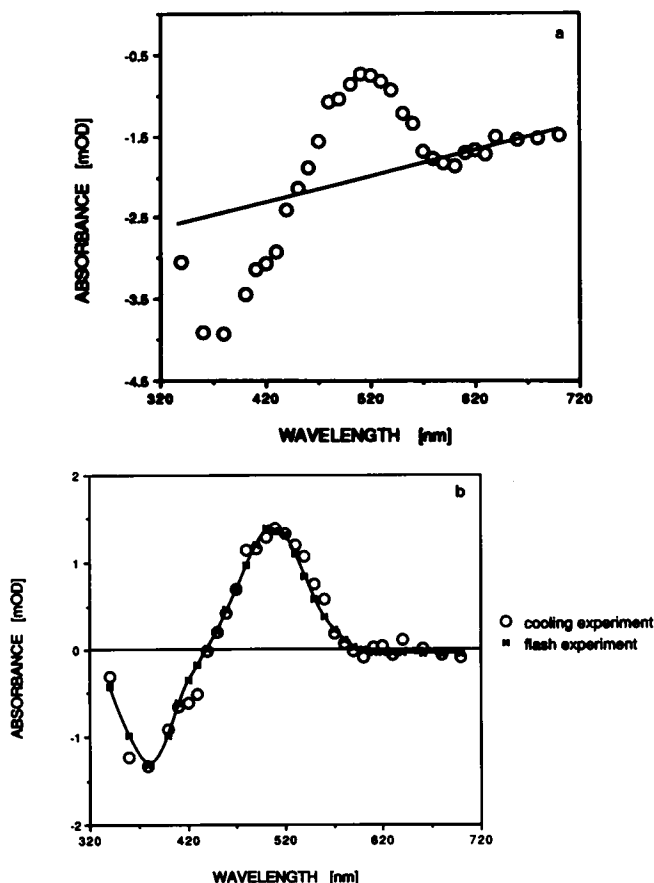 a
-0.5
-1.5
-2.5
-3.5
-4.5
ABSORBANCE [mOD]
320 420 520 620 720
WAVELENGTH [nm]
b
2
1
0
-1
-2
ABSORBANCE [mOD]
320 420 520 620 720
WAVELENGTH [nm]
cooling experiment
flash experiment